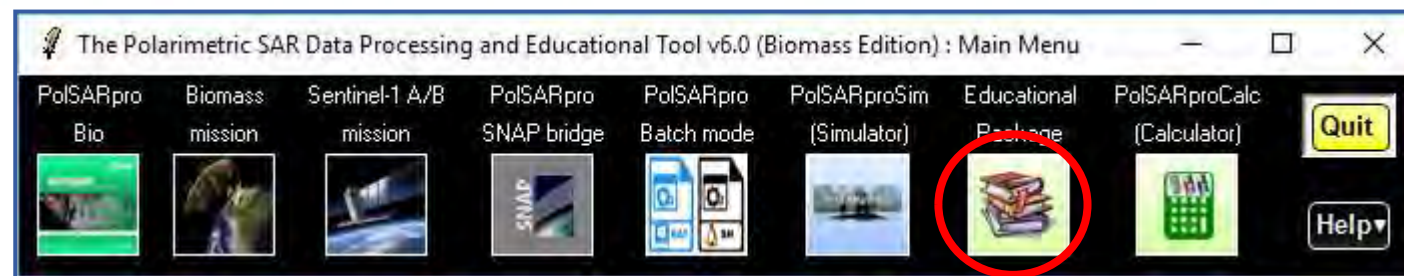 The Polarimetric SAR Data Processing and Educational Tool v6.0 (Biomass Edition) : Main Menu
PolSARpro Biomass Sentinel-1 A/B PolSARpro PolSARpro PolSARproSim Educational PolSARproCalc
Bio mission mission SNAP bridge Batch mode (Simulator) Package (Calculator)
Quit
SNAP
Help